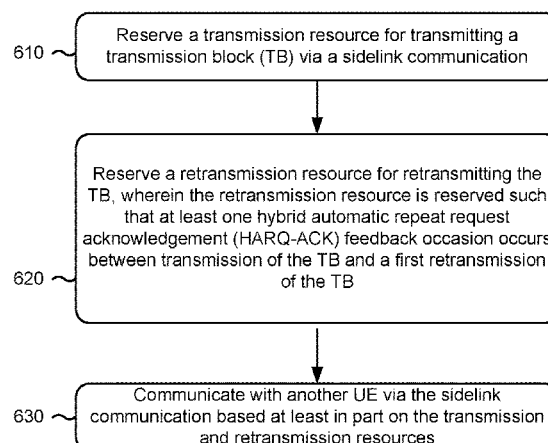 610
Reserve a transmission resource for transmitting a
transmission block (TB) via a sidelink communication
Reserve a retransmission resource for retransmitting the
TB, wherein the retransmission resource is reserved such
that at least one hybrid automatic repeat request
acknowledgement (HARQ-ACK) feedback occasion occurs
between transmission of the TB and a first retransmission
of the TB
620
Communicate with another UE via the sidelink
communication based at least in part on the transmission
and retransmission resources
630